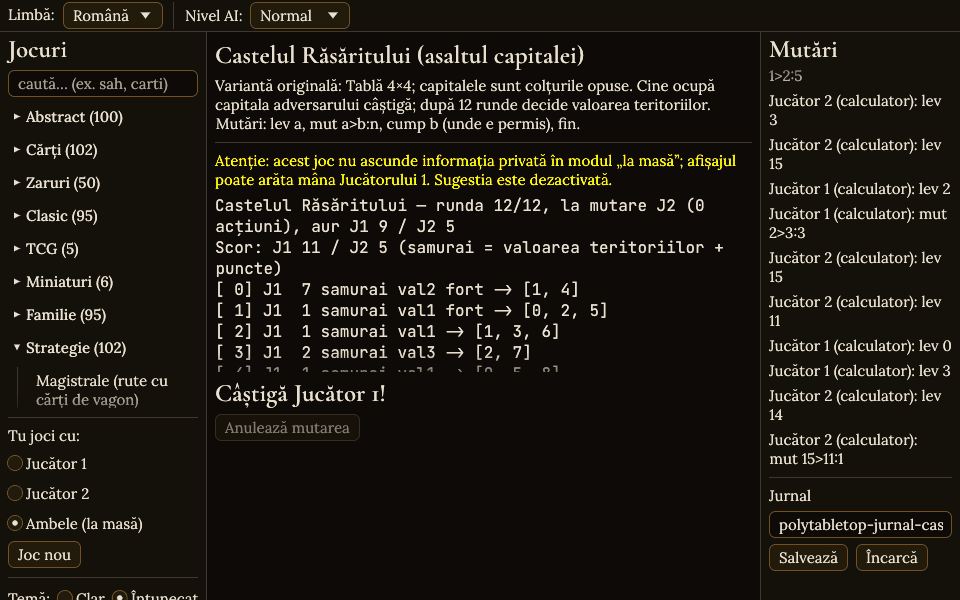 Limbă:
Română
Nivel AI:
Normal
Jocuri
caută... (ex. sah, carti)
Abstract (100)
Cărți (102)
Zaruri (50)
Clasic (95)
TCG (5)
Miniaturi (6)
Familie (95)
Strategie (102)
Magistrale (rute cu
cărți de vagon)
Tu joci cu:
Jucător 1
Jucător 2
Ambele (la masă)
Joc nou
Temă:
Clar
Întunecat
Castelul Răsăritului (asaltul capitalei)
Variantă originală: Tablă 4×4; capitalele sunt colțurile opuse. Cine ocupă
capitala adversarului câștigă; după 12 runde decide valoarea teritoriilor.
Mutări: lev a, mut a>b:n, cump b (unde e permis), fin.
Atenție: acest joc nu ascunde informația privată în modul „la masă”; afișajul
poate arăta mâna Jucătorului 1. Sugestia este dezactivată.
Castelul Răsăritului — runda 12/12, la mutare J2 (0
acțiuni), aur J1 9 / J2 5
Scor: J1 11 / J2 5 (samurai = valoarea teritoriilor +
puncte)
[ 0] J1  7 samurai val2 fort -> [1, 4]
[ 1] J1  1 samurai val1 fort -> [0, 2, 5]
[ 2] J1  1 samurai val1 -> [1, 3, 6]
[ 3] J1  2 samurai val3 -> [2, 7]
[ 4] J1  1 samurai val1 -> [0, 5, 8]
Câștigă Jucător 1!
Anulează mutarea
Mutări
1>2:5
Jucător 2 (calculator): lev
3
Jucător 2 (calculator): lev
15
Jucător 1 (calculator): lev 2
Jucător 1 (calculator): mut
2>3:3
Jucător 2 (calculator): lev
15
Jucător 2 (calculator): lev
11
Jucător 1 (calculator): lev 0
Jucător 1 (calculator): lev 3
Jucător 2 (calculator): lev
14
Jucător 2 (calculator):
mut 15>11:1
Jurnal
polytabletop-jurnal-cas
Salvează
Încarcă